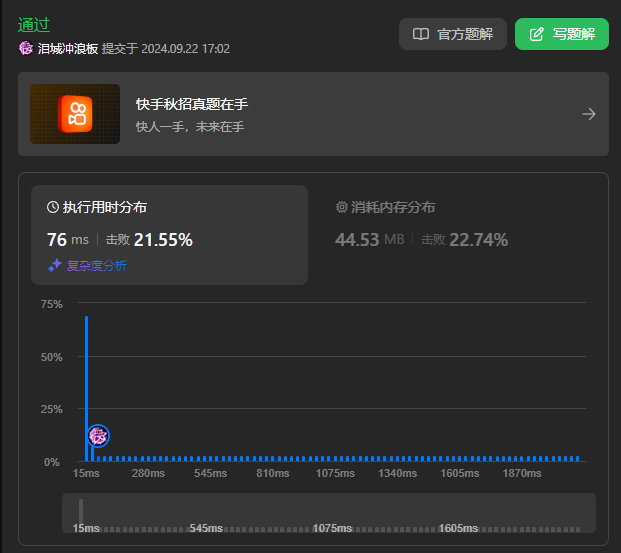 通过
泪城冲浪板 提交于 2024.09.22 17:02
官方题解
写题解
快手秋招真题在手
快人一手，未来在手
执行用时分布
76 ms 击败 21.55%
复杂度分析
消耗内存分布
44.53 MB 击败 22.74%
75%
50%
25%
0%
15ms 280ms 545ms 810ms 1075ms 1340ms 1605ms 1870ms
15ms 545ms 1075ms 1605ms